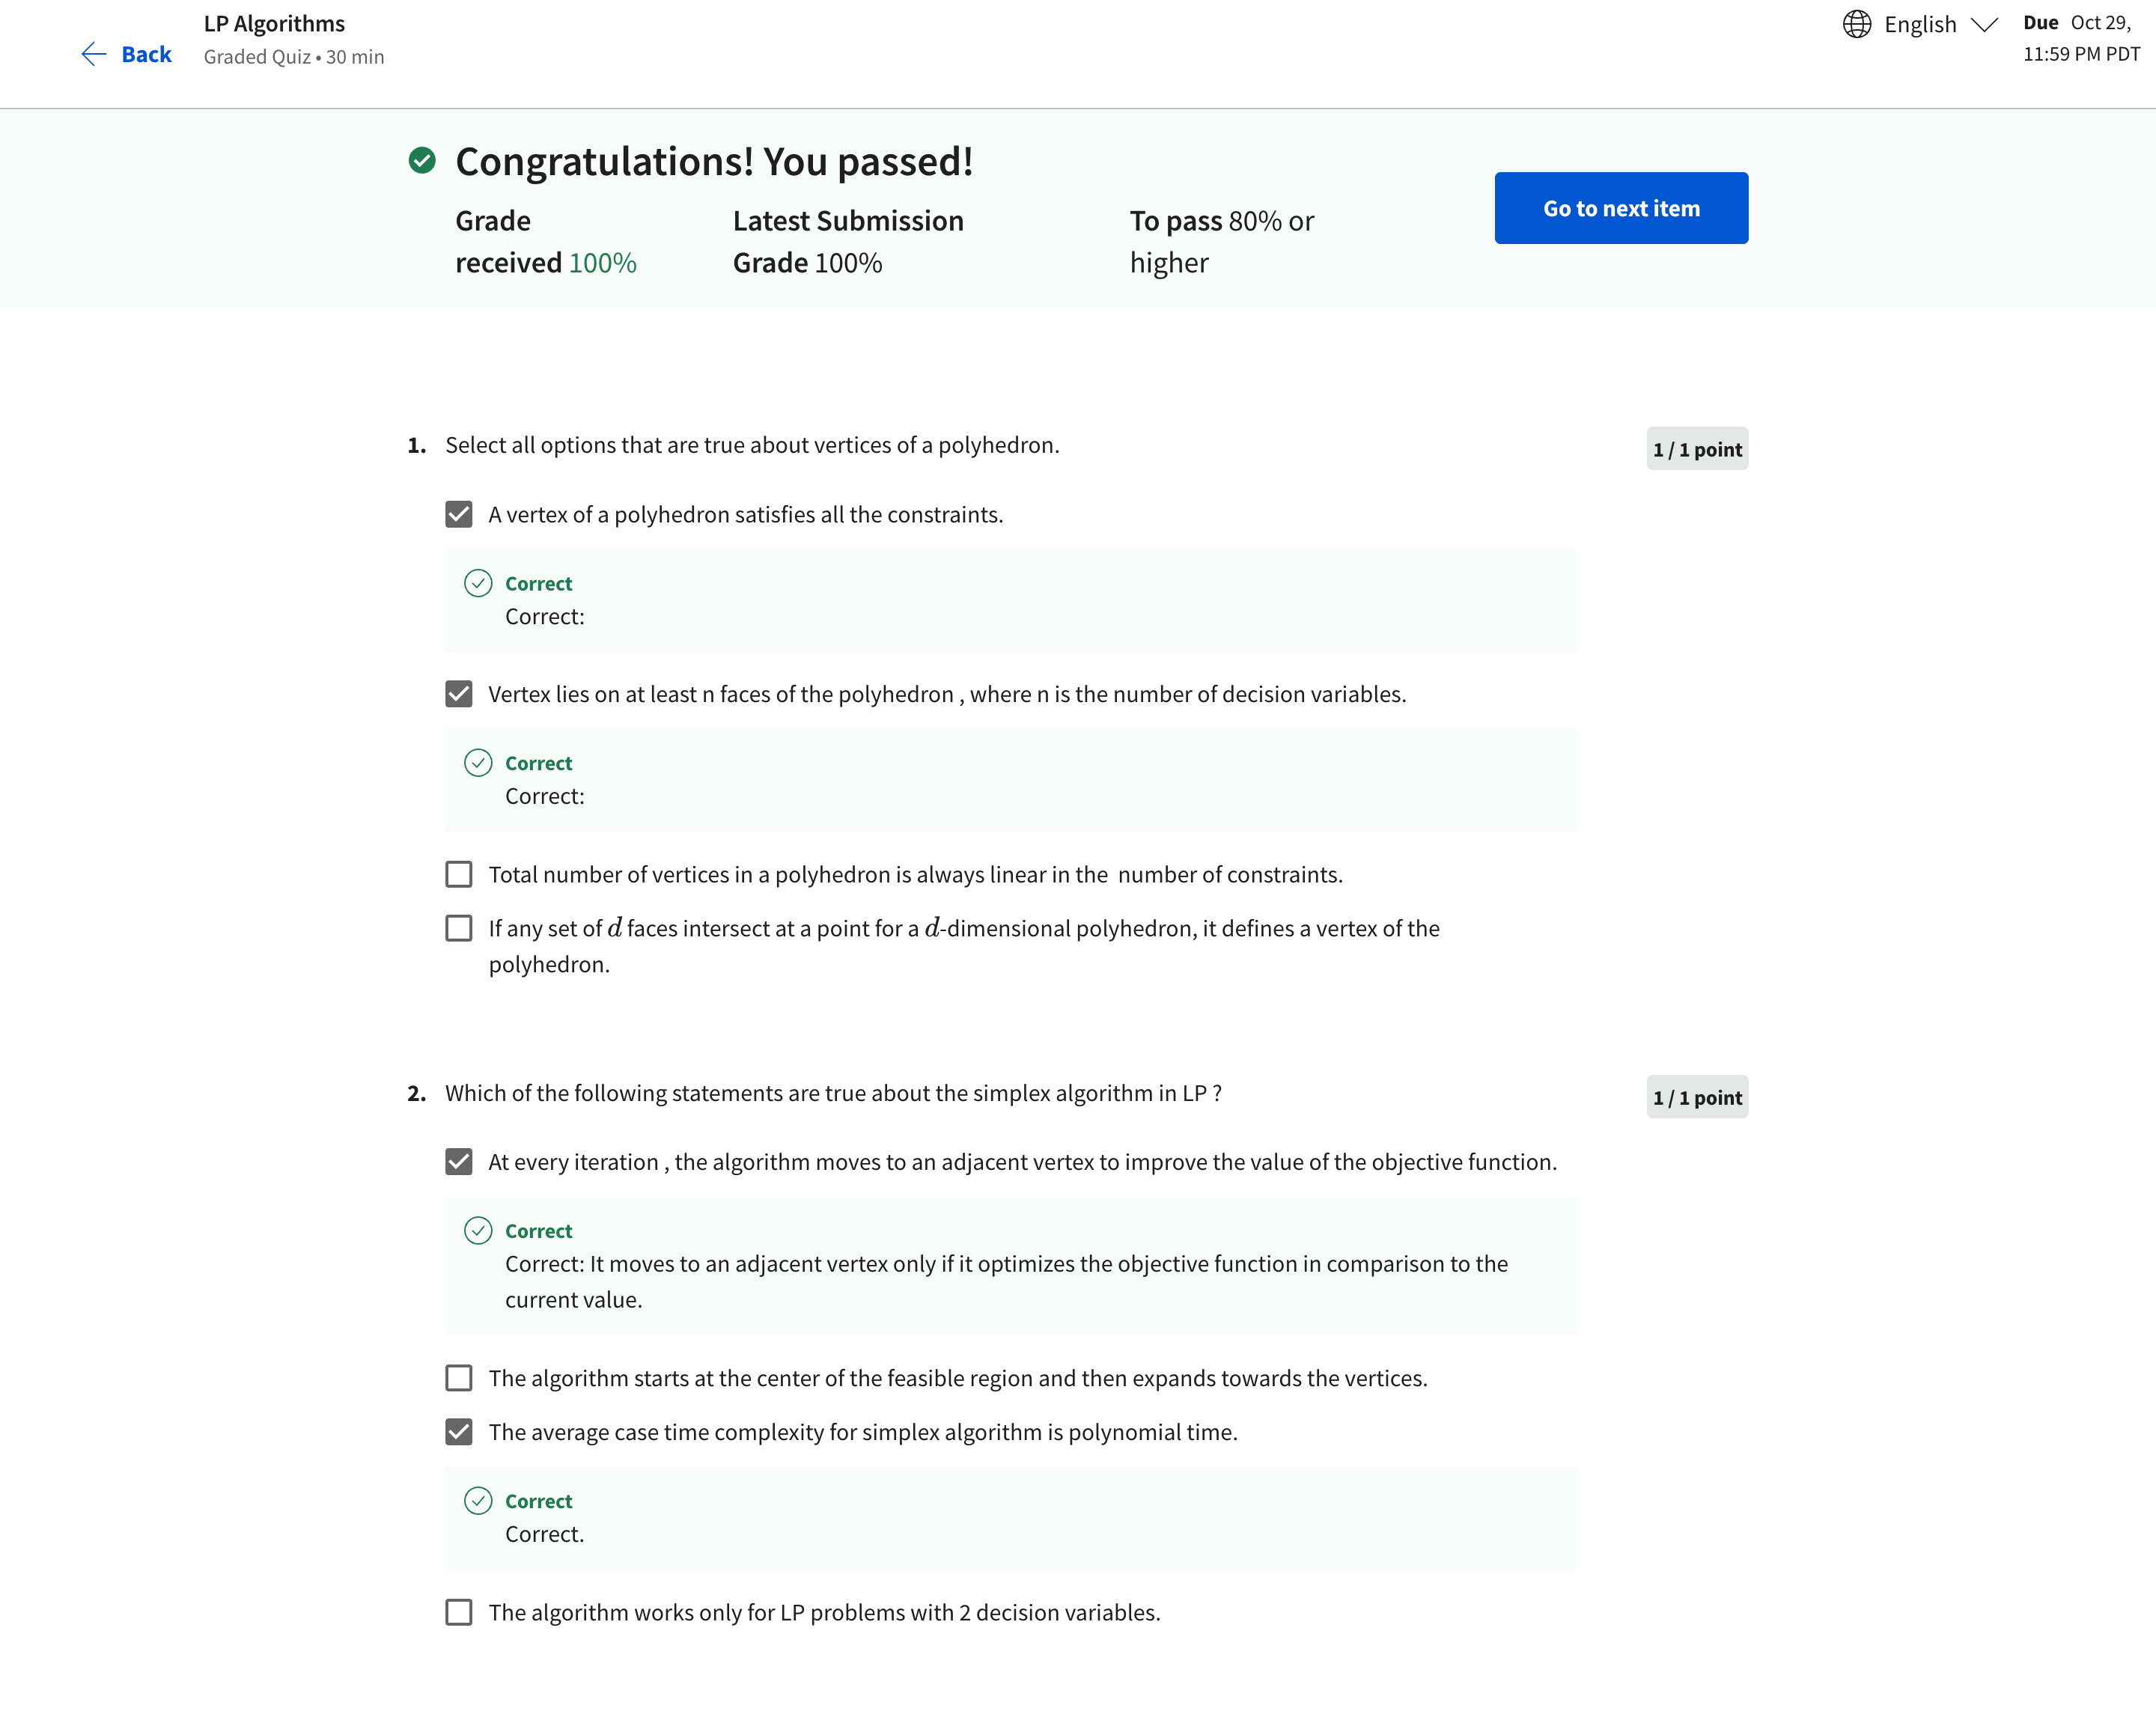 LP Algorithms
Back
Graded Quiz • 30 min
English
Due Oct 29,
11:59 PM PDT
Congratulations! You passed!
Grade
received 100%
Latest Submission
Grade 100%
To pass 80% or
higher
Go to next item
1. Select all options that are true about vertices of a polyhedron.
1 / 1 point
A vertex of a polyhedron satisfies all the constraints.
Correct
Correct:
Vertex lies on at least n faces of the polyhedron , where n is the number of decision variables.
Correct
Correct:
Total number of vertices in a polyhedron is always linear in the  number of constraints.
If any set of d faces intersect at a point for a d-dimensional polyhedron, it defines a vertex of the
polyhedron.
2. Which of the following statements are true about the simplex algorithm in LP ?
1 / 1 point
At every iteration , the algorithm moves to an adjacent vertex to improve the value of the objective function.
Correct
Correct: It moves to an adjacent vertex only if it optimizes the objective function in comparison to the
current value.
The algorithm starts at the center of the feasible region and then expands towards the vertices.
The average case time complexity for simplex algorithm is polynomial time.
Correct
Correct.
The algorithm works only for LP problems with 2 decision variables.